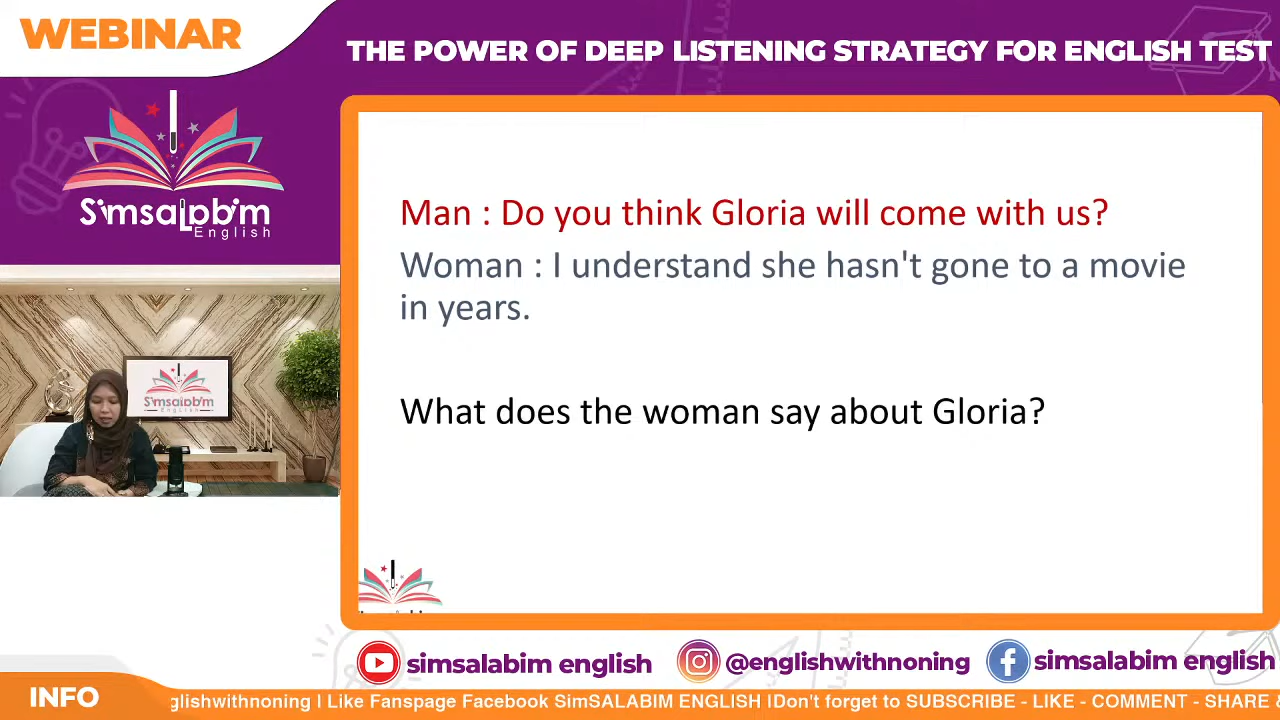 WEBINAR
THE POWER OF DEEP LISTENING STRATEGY FOR ENGLISH TEST
SimsaLabim
English
Man : Do you think Gloria will come with us?
Woman : I understand she hasn't gone to a movie
in years.
What does the woman say about Gloria?
Simsalabim
English
simsalabim english
@englishwithnoning
simsalabim english
INFO
glishwithnoning I Like Fanspage Facebook SimSALABIM ENGLISH IDon't forget to SUBSCRIBE - LIKE - COMMENT - SHARE